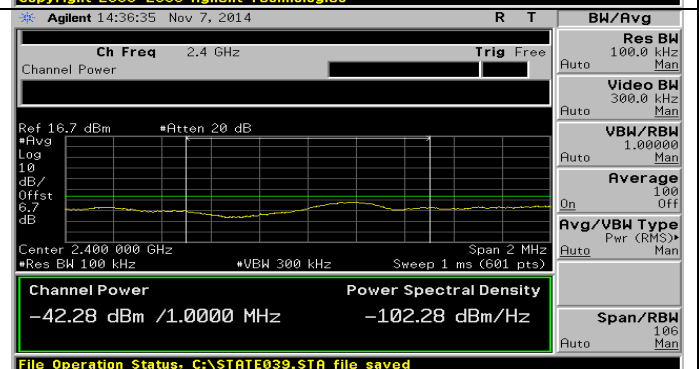 Copyright 2000-2006 Agilent Technologies
Agilent 14:36:35 Nov 7, 2014 R T
BW/Avg
Ch Freq 2.4 GHz Trig Free
Channel Power
Res BW
100.0 kHz
Auto Man
Video BW
300.0 kHz
Auto Man
VBW/RBW
1.00000
Auto Man
Average
100
On Off
Avg/VBW Type
Pwr (RMS)
Auto Man
Span/RBW
106
Auto Man
Ref 16.7 dBm #Atten 20 dB
#Avg
Log
10
dB/
Offst
6.7
dB
Center 2.400 000 GHz Span 2 MHz
#Res BW 100 kHz #VBW 300 kHz Sweep 1 ms (601 pts)
Channel Power Power Spectral Density
-42.28 dBm /1.0000 MHz -102.28 dBm/Hz
File Operation Status, C:\STATE039.STA file saved